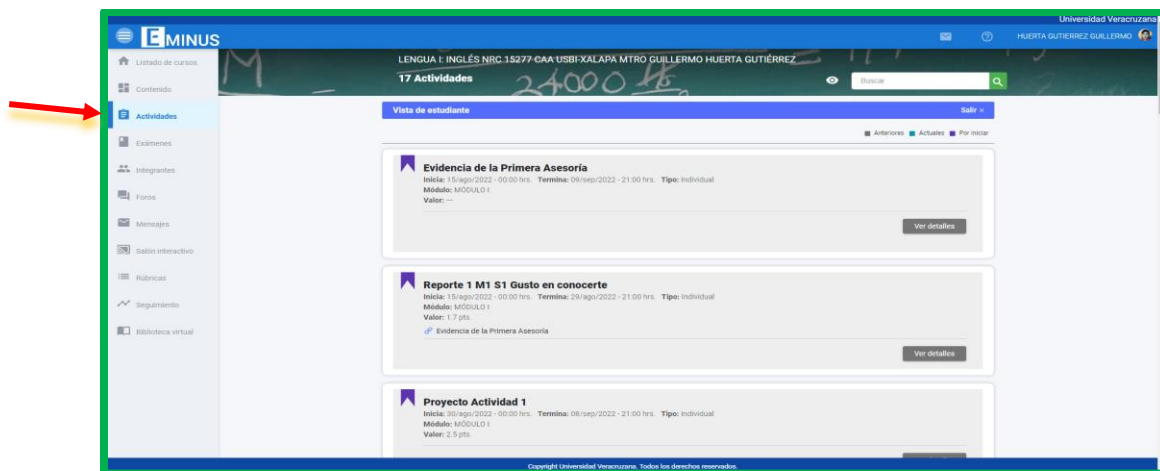 Universidad Veracruzana
EMINUS
HUERTA GUTIERREZ GUILLERMO
Listado de cursos
Contenido
Actividades
Exámenes
Integrantes
Foros
Mensajes
Salón interactivo
Rúbricas
Seguimiento
Biblioteca virtual
LENGUA I: INGLÉS NRC 15277 CAA USBI-XALAPA MTRO GUILLERMO HUERTA GUTIÉRREZ
17 Actividades
24000
Buscar
Vista de estudiante
Salir ×
Anteriores Actuales Por iniciar
Evidencia de la Primera Asesoría
Inicia: 15/ago/2022 - 00:00 hrs. Termina: 09/sep/2022 - 21:00 hrs. Tipo: Individual
Módulo: MÓDULO I
Valor: --
Ver detalles
Reporte 1 M1 S1 Gusto en conocerte
Inicia: 15/ago/2022 - 00:00 hrs. Termina: 29/ago/2022 - 21:00 hrs. Tipo: Individual
Módulo: MÓDULO I
Valor: 1.7 pts.
Evidencia de la Primera Asesoría
Ver detalles
Proyecto Actividad 1
Inicia: 30/ago/2022 - 00:00 hrs. Termina: 08/sep/2022 - 21:00 hrs. Tipo: Individual
Módulo: MÓDULO I
Valor: 2.5 pts.
Copyright Universidad Veracruzana. Todos los derechos reservados.